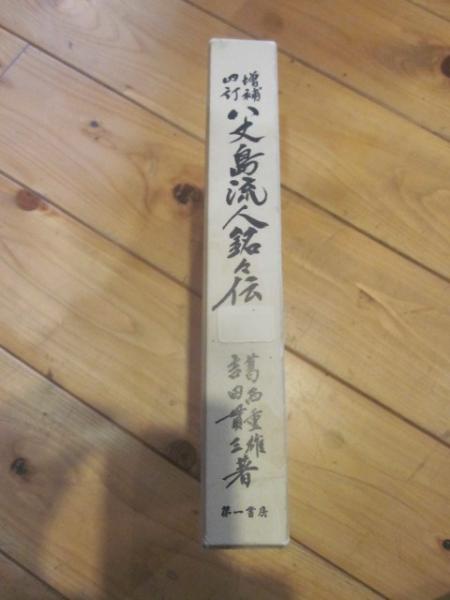 増補
四訂
八丈島流人銘々伝
葛西重雄
吉田貫三著
第一書房